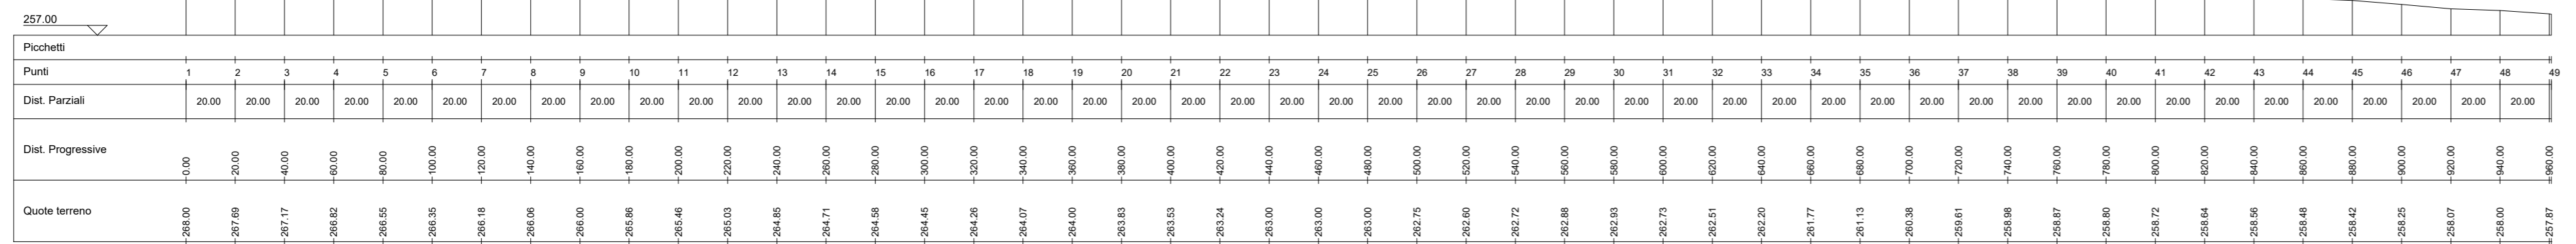 257.00
Picchetti
Punti 1 2 3 4 5 6 7 8 9 10 11 12 13 14 15 16 17 18 19 20 21 22 23 24 25 26 27 28 29 30 31 32 33 34 35 36 37 38 39 40 41 42 43 44 45 46 47 48 49
Dist. Parziali 20.00 20.00 20.00 20.00 20.00 20.00 20.00 20.00 20.00 20.00 20.00 20.00 20.00 20.00 20.00 20.00 20.00 20.00 20.00 20.00 20.00 20.00 20.00 20.00 20.00 20.00 20.00 20.00 20.00 20.00 20.00 20.00 20.00 20.00 20.00 20.00 20.00 20.00 20.00 20.00 20.00 20.00 20.00 20.00 20.00 20.00 20.00 20.00
Dist. Progressive 0.00 20.00 40.00 60.00 80.00 100.00 120.00 140.00 160.00 180.00 200.00 220.00 240.00 260.00 280.00 300.00 320.00 340.00 360.00 380.00 400.00 420.00 440.00 460.00 480.00 500.00 520.00 540.00 560.00 580.00 600.00 620.00 640.00 660.00 680.00 700.00 720.00 740.00 760.00 780.00 800.00 820.00 840.00 860.00 880.00 900.00 920.00 940.00 960.00
Quote terreno 268.00 267.69 267.17 266.82 266.55 266.35 266.18 266.06 266.00 265.86 265.46 265.03 264.85 264.71 264.58 264.45 264.26 264.07 264.00 263.83 263.53 263.24 263.00 263.00 263.00 262.75 262.60 262.72 262.88 262.93 262.73 262.51 262.20 261.77 261.13 260.38 259.61 258.98 258.87 258.80 258.72 258.64 258.56 258.48 258.42 258.25 258.07 258.00 257.87